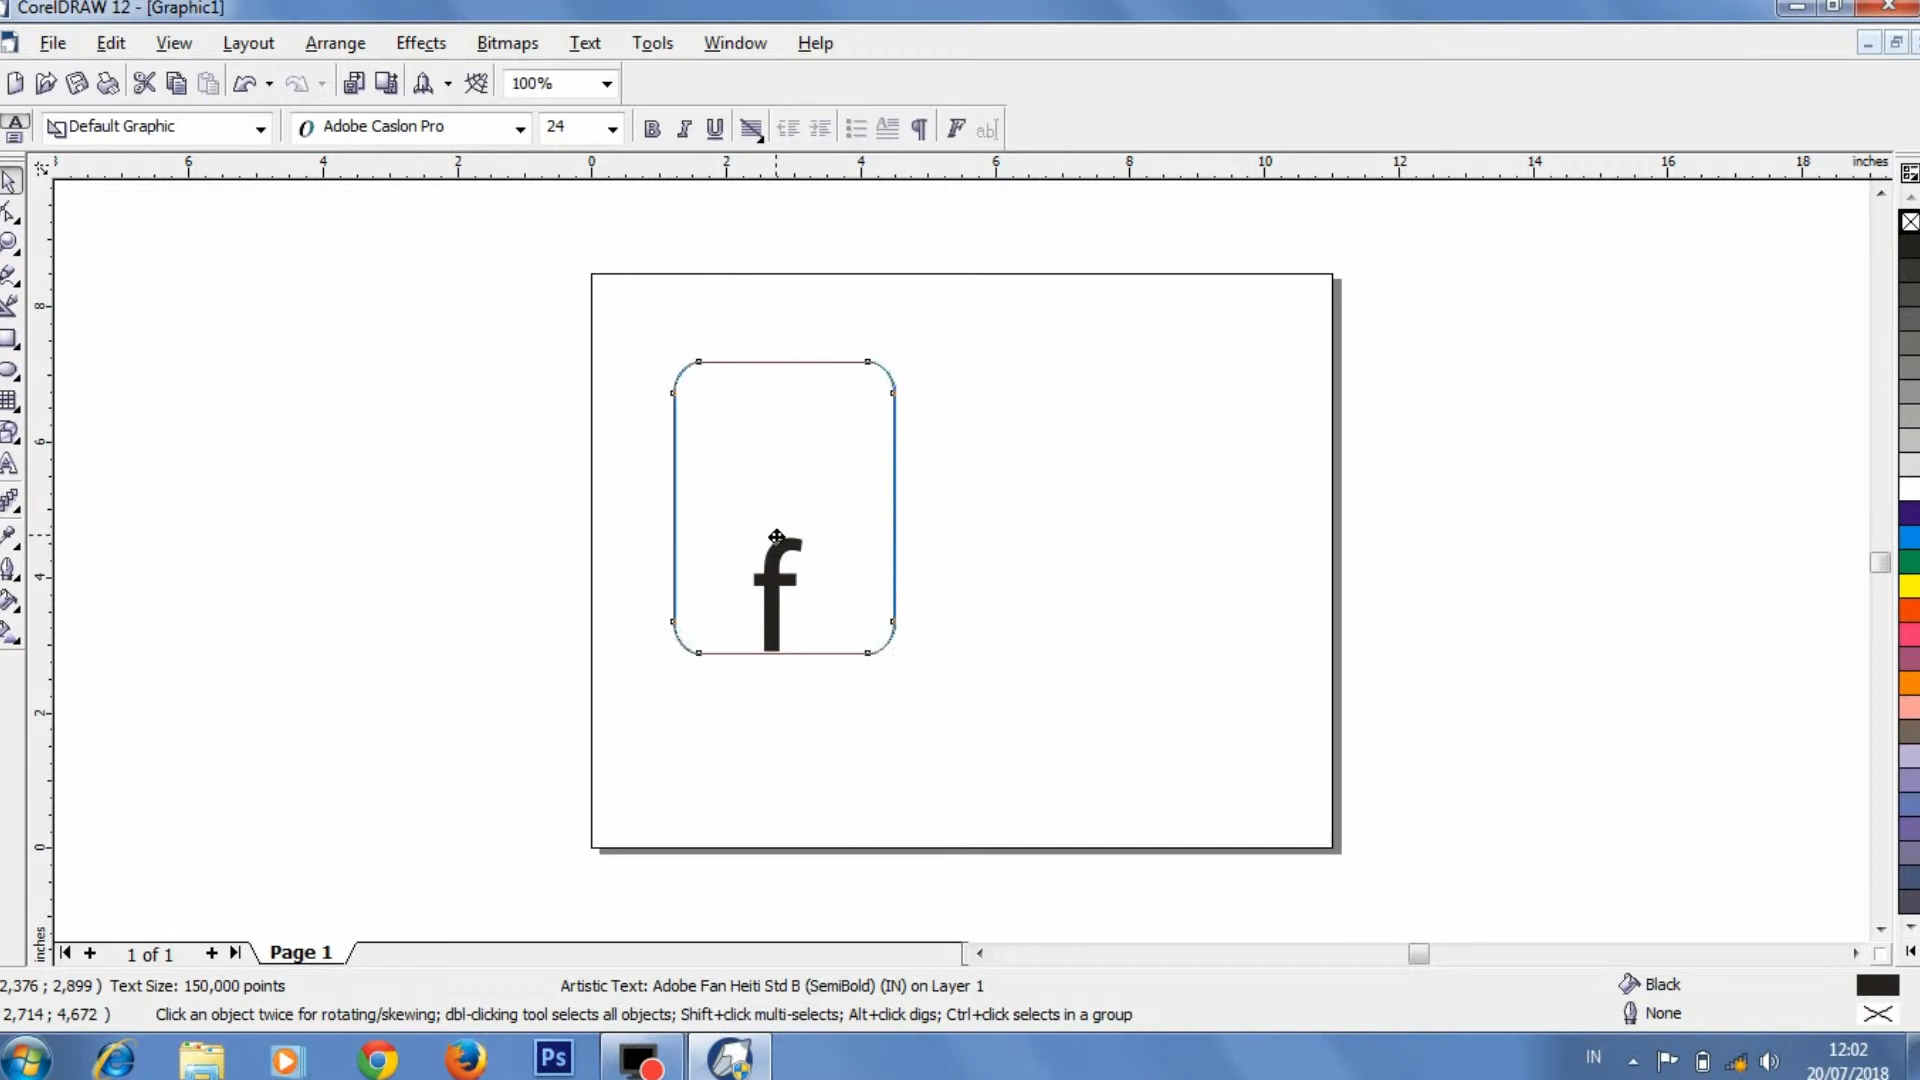 CorelDRAW 12 - [Graphic1]
File Edit View Layout Arrange Effects Bitmaps Text Tools Window Help
100%
Default Graphic Adobe Caslon Pro 24 B I U F ab
6 4 2 0 2 4 6 8 10 12 14 16 18 inches
8
6
4
f
2
0
inches
1 of 1 Page 1
2,376 ; 2,899 ) Text Size: 150,000 points Artistic Text: Adobe Fan Heiti Std B (SemiBold) (IN) on Layer 1 Black
2,714 ; 4,672 ) Click an object twice for rotating/skewing; dbl-clicking tool selects all objects; Shift+click multi-selects; Alt+click digs; Ctrl+click selects in a group None
Ps IN 12:02
20/07/2018